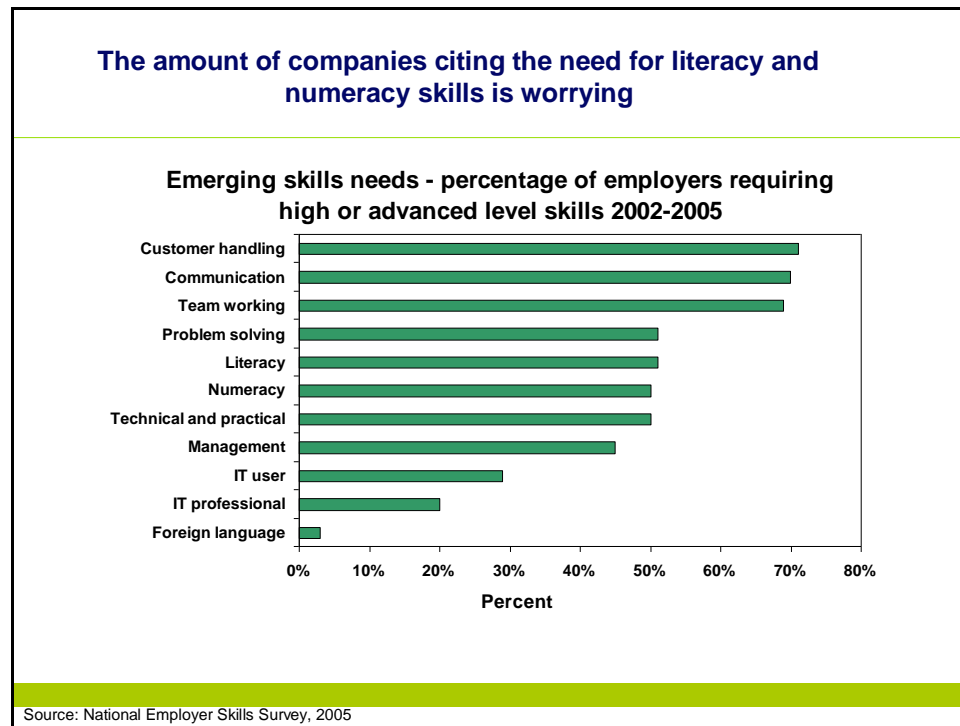 The amount of companies citing the need for literacy and
numeracy skills is worrying
Emerging skills needs - percentage of employers requiring
high or advanced level skills 2002-2005
Customer handling
Communication
Team working
Problem solving
Literacy
Numeracy
Technical and practical
Management
IT user
IT professional
Foreign language
0% 10% 20% 30% 40% 50% 60% 70% 80%
Percent
Source: National Employer Skills Survey, 2005